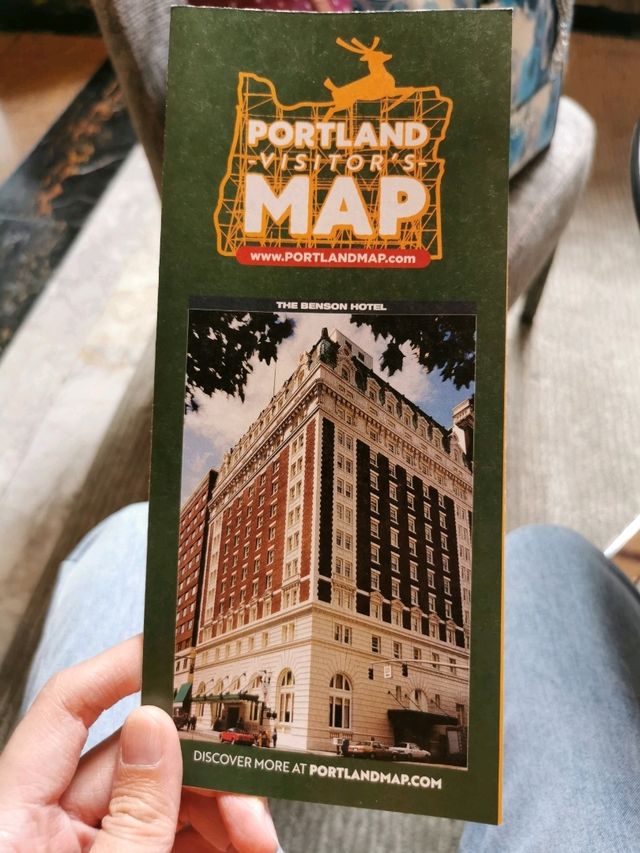 PORTLAND
-VISITOR'S-
MAP
www.PORTLANDMAP.com
THE BENSON HOTEL
DISCOVER MORE AT PORTLANDMAP.COM